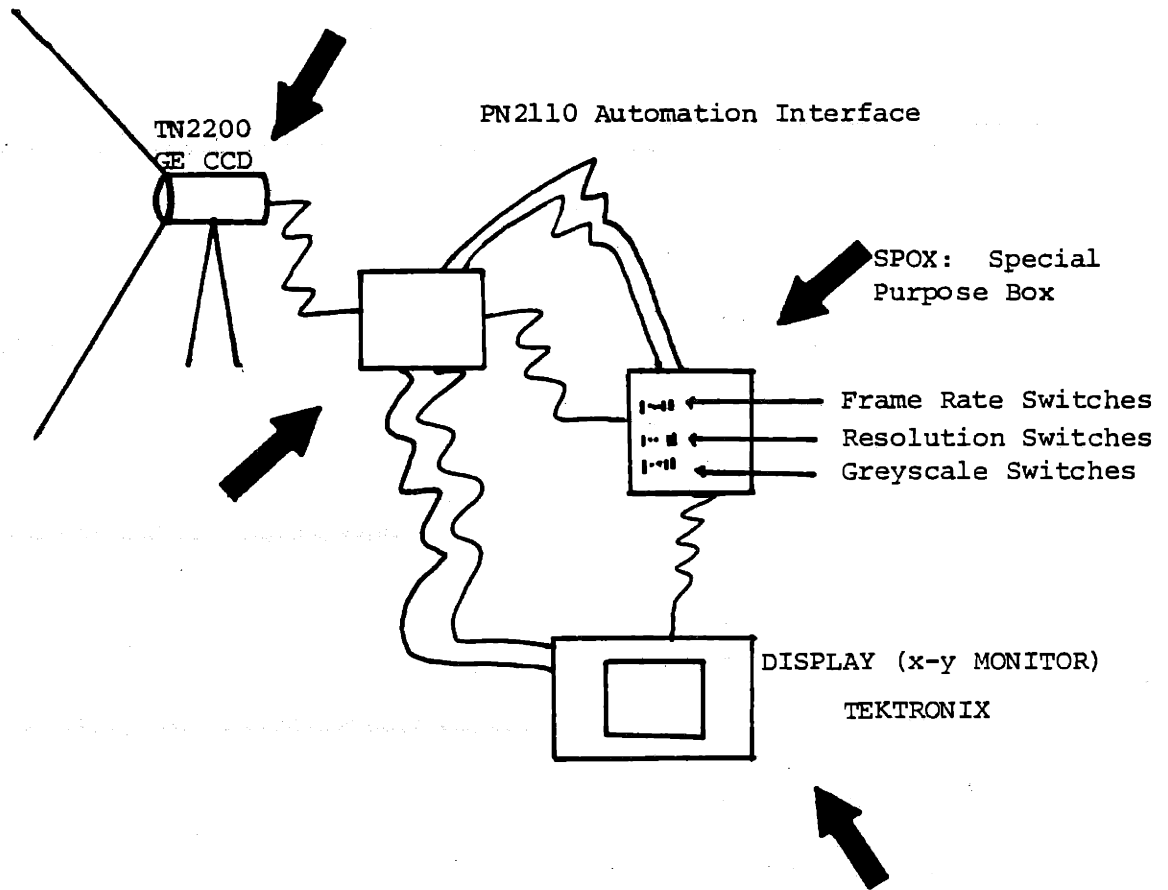 TN2200
GE CCD
PN2110 Automation Interface
SPOX: Special
Purpose Box
Frame Rate Switches
Resolution Switches
Greyscale Switches
DISPLAY (x-y MONITOR)
TEKTRONIX